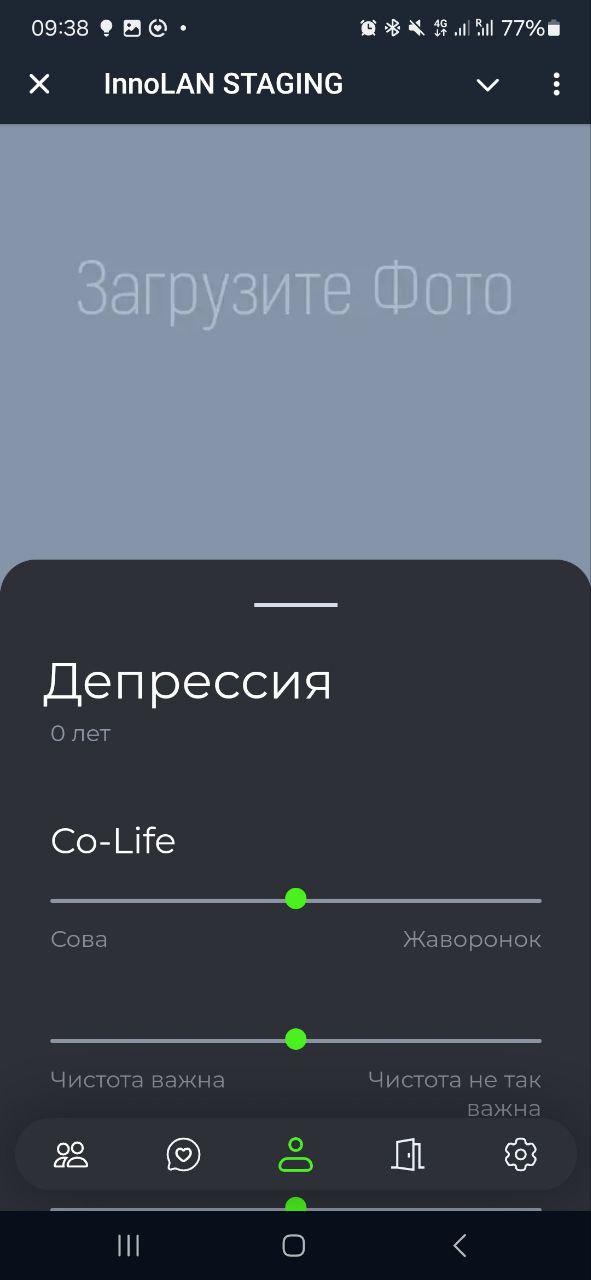 09:38
4G
R
77%
InnoLAN STAGING
Загрузите Фото
Депрессия
0 лет
Co-Life
Сова
Жаворонок
Чистота важна
Чистота не так
важна